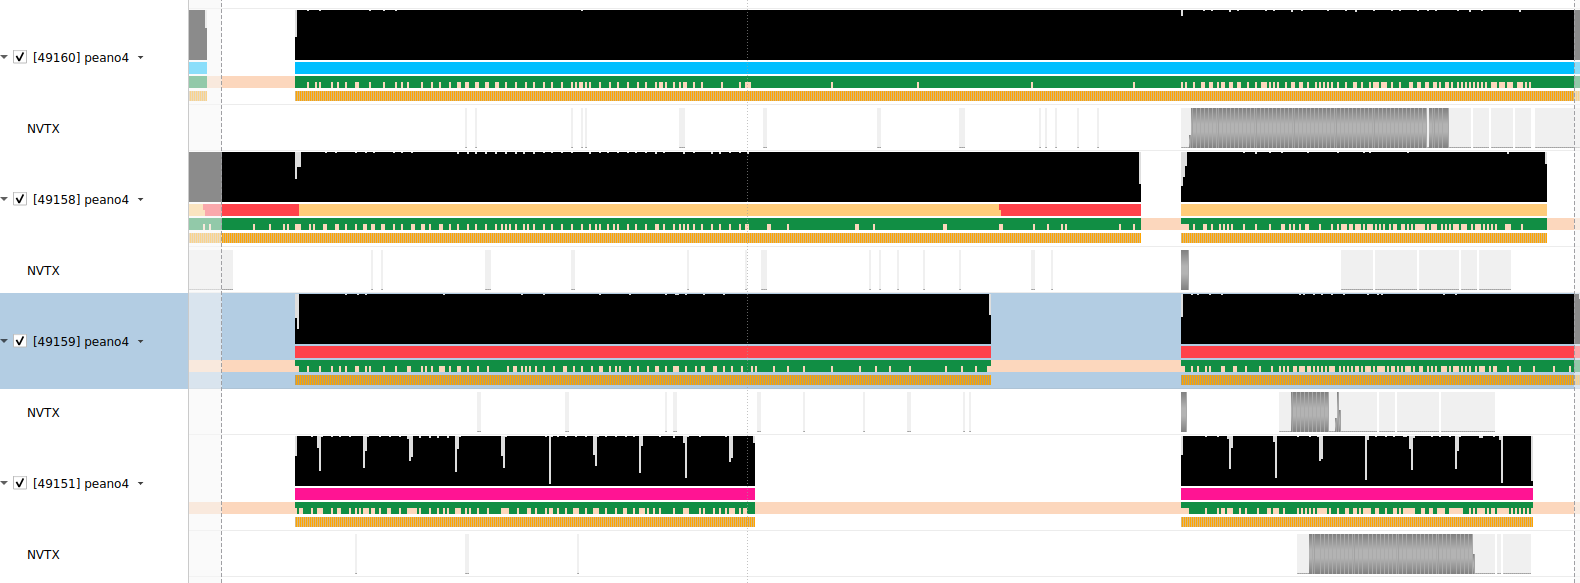 [49160] peano4
NVTX
[49158] peano4
NVTX
[49159] peano4
NVTX
[49151] peano4
NVTX